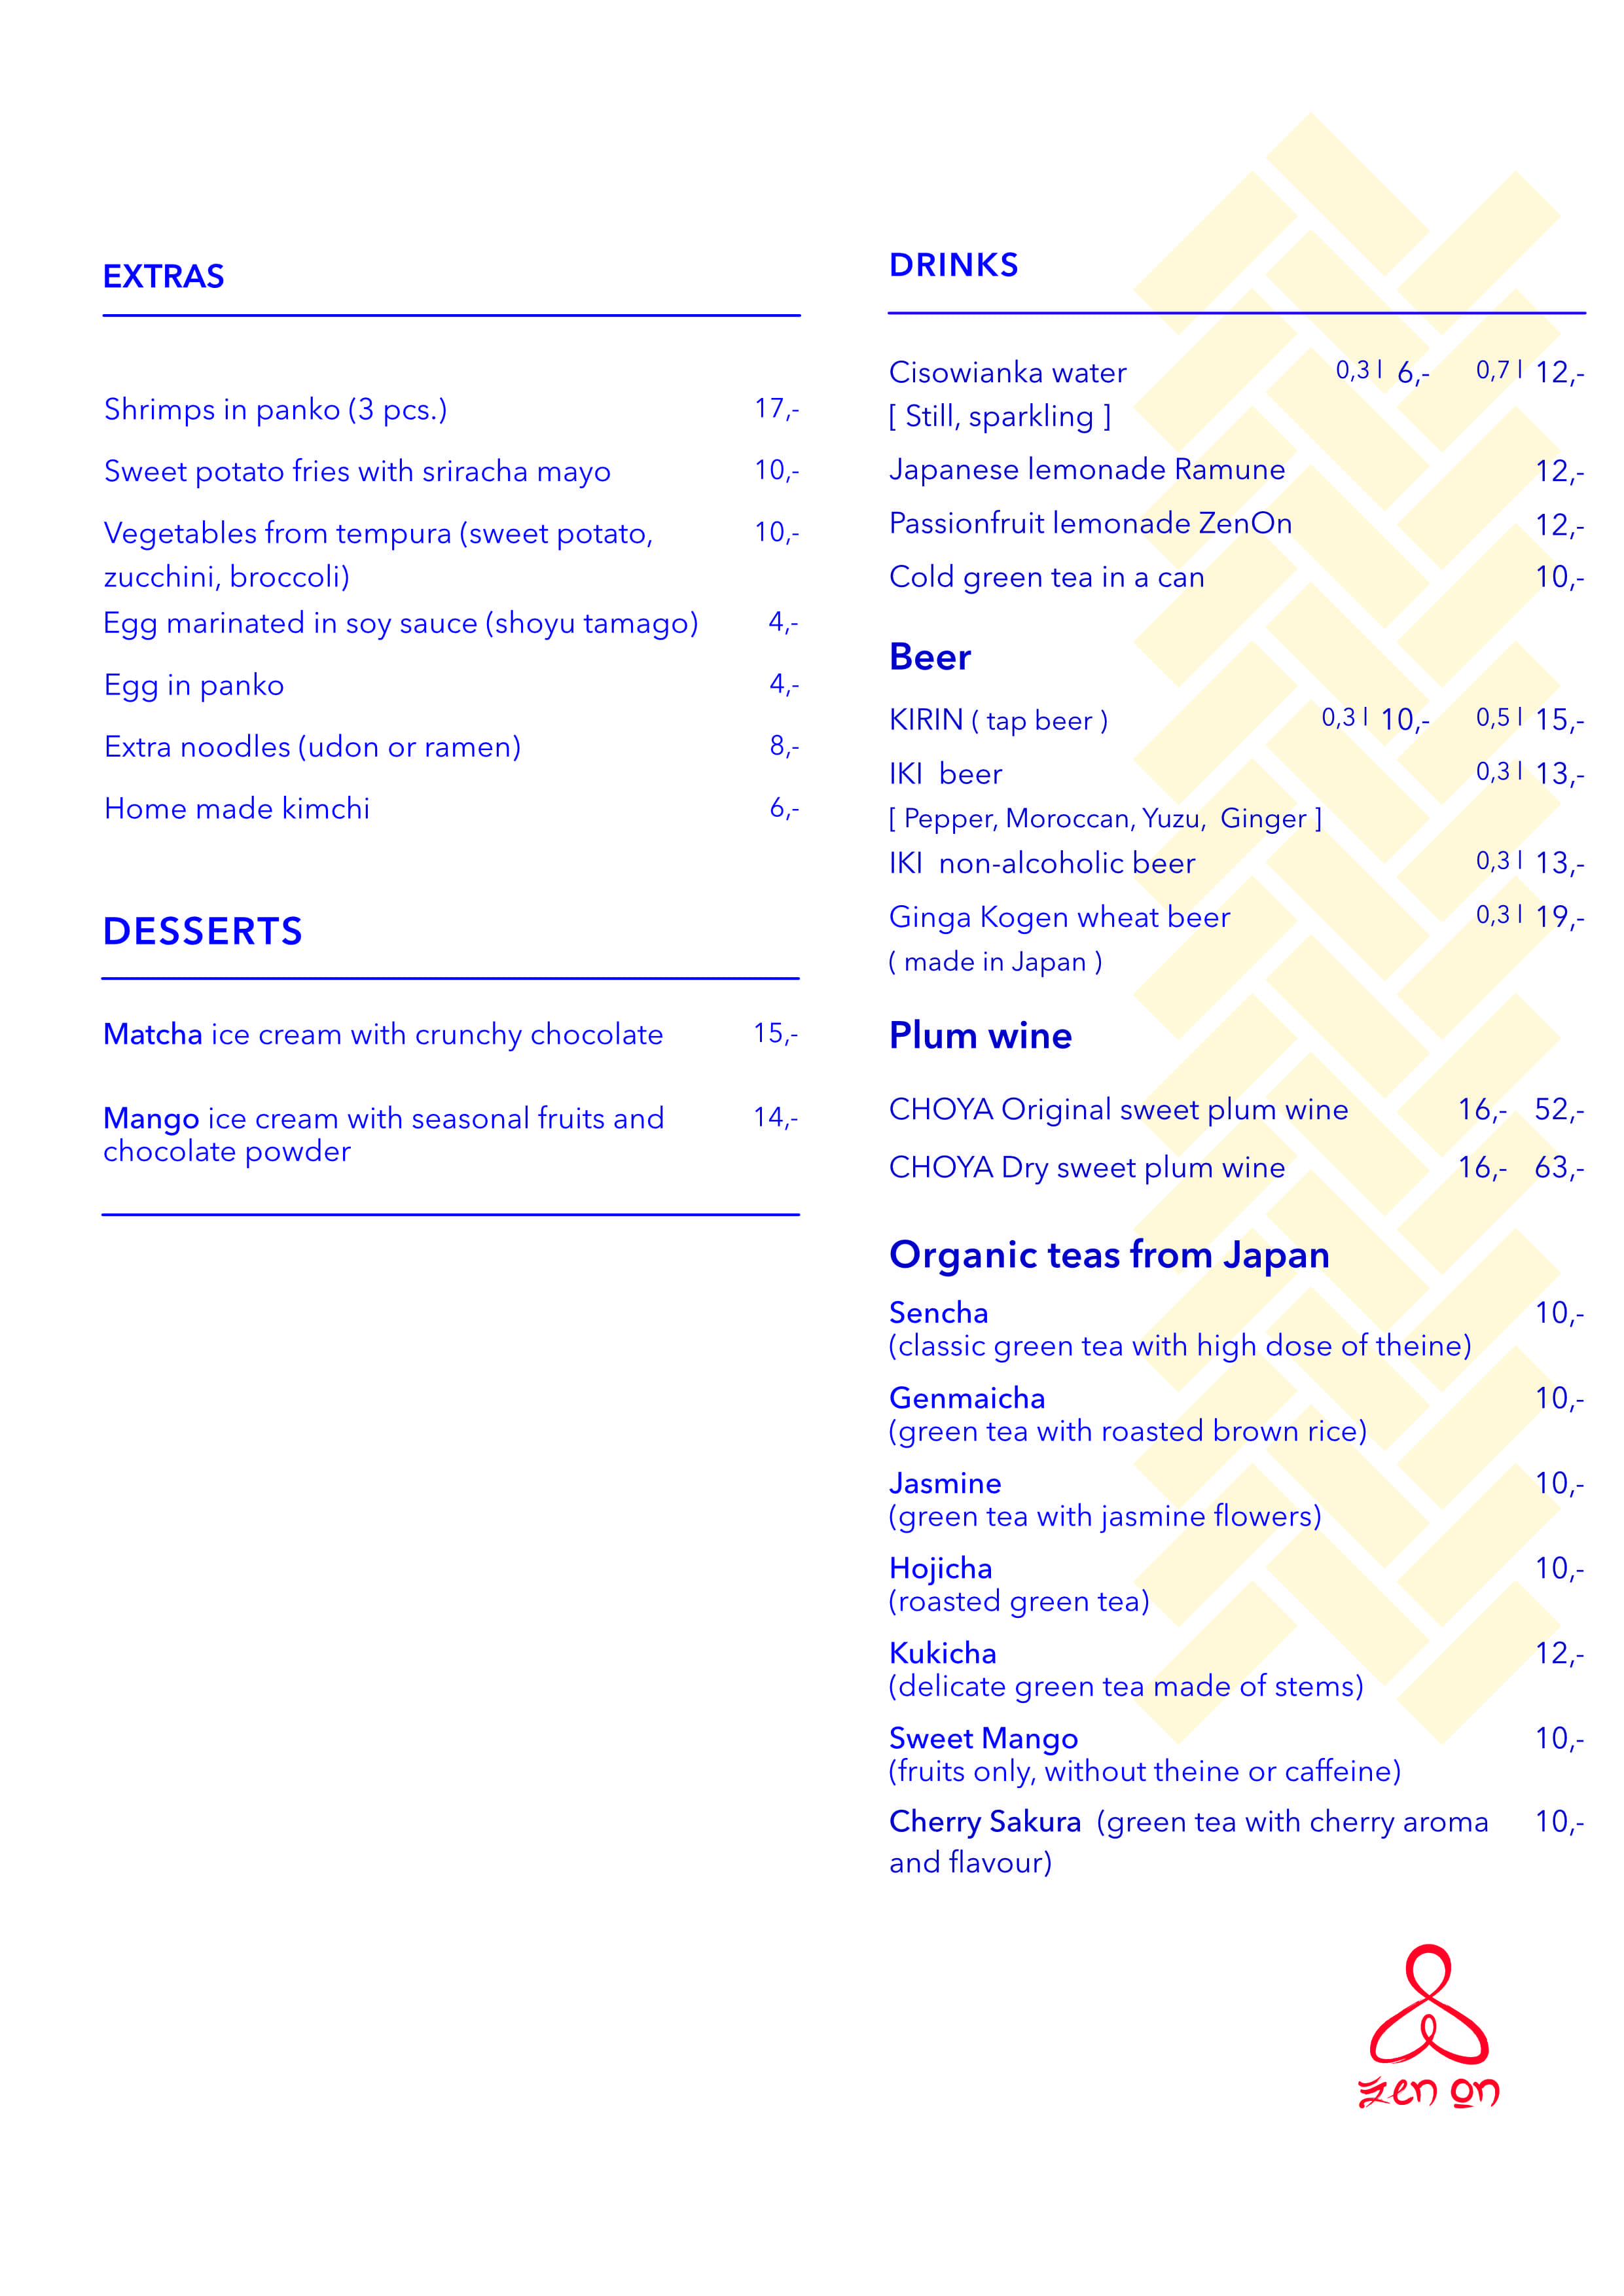 EXTRAS
Shrimps in panko (3 pcs.) 17,-
Sweet potato fries with sriracha mayo 10,-
Vegetables from tempura (sweet potato, 10,-
zucchini, broccoli)
Egg marinated in soy sauce (shoyu tamago) 4,-
Egg in panko 4,-
Extra noodles (udon or ramen) 8,-
Home made kimchi 6,-
DESSERTS
Matcha ice cream with crunchy chocolate 15,-
Mango ice cream with seasonal fruits and 14,-
chocolate powder
DRINKS
Cisowianka water 0,3 l 6,- 0,7 l 12,-
[ Still, sparkling ]
Japanese lemonade Ramune 12,-
Passionfruit lemonade ZenOn 12,-
Cold green tea in a can 10,-
Beer
KIRIN ( tap beer ) 0,3 l 10,- 0,5 l 15,-
IKI beer 0,3 l 13,-
[ Pepper, Moroccan, Yuzu, Ginger ]
IKI non-alcoholic beer 0,3 l 13,-
Ginga Kogen wheat beer 0,3 l 19,-
( made in Japan )
Plum wine
CHOYA Original sweet plum wine 16,- 52,-
CHOYA Dry sweet plum wine 16,- 63,-
Organic teas from Japan
Sencha 10,-
(classic green tea with high dose of theine)
Genmaicha 10,-
(green tea with roasted brown rice)
Jasmine 10,-
(green tea with jasmine flowers)
Hojicha 10,-
(roasted green tea)
Kukicha 12,-
(delicate green tea made of stems)
Sweet Mango 10,-
(fruits only, without theine or caffeine)
Cherry Sakura (green tea with cherry aroma 10,-
and flavour)
zen on